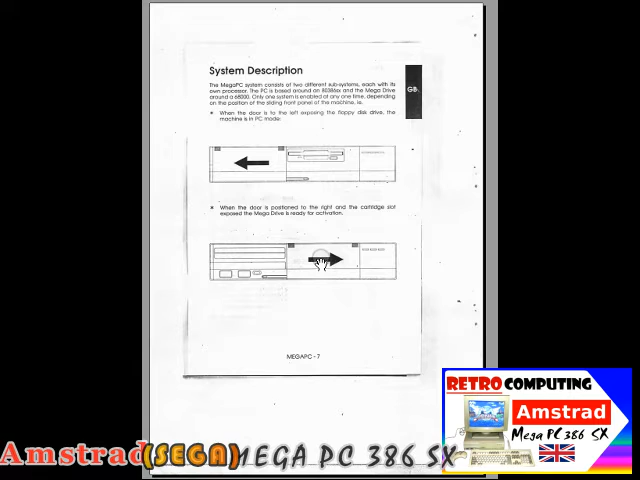 System Description
The MegaPC system consists of two different sub-systems, each with its
own processor. The PC is based around an 80386sx and the Mega Drive
around a 68000. Only one system is enabled at any one time, depending
on the position of the sliding front panel of the machine, ie.
GB
* When the door is to the left exposing the floppy disk drive, the
machine is in PC mode:
* When the door is positioned to the right and the cartridge slot
exposed the Mega Drive is ready for activation.
MEGAPC - 7
RETRO COMPUTING
Amstrad
Mega PC 386 SX
Amstrad (SEGA) MEGA PC 386 SX